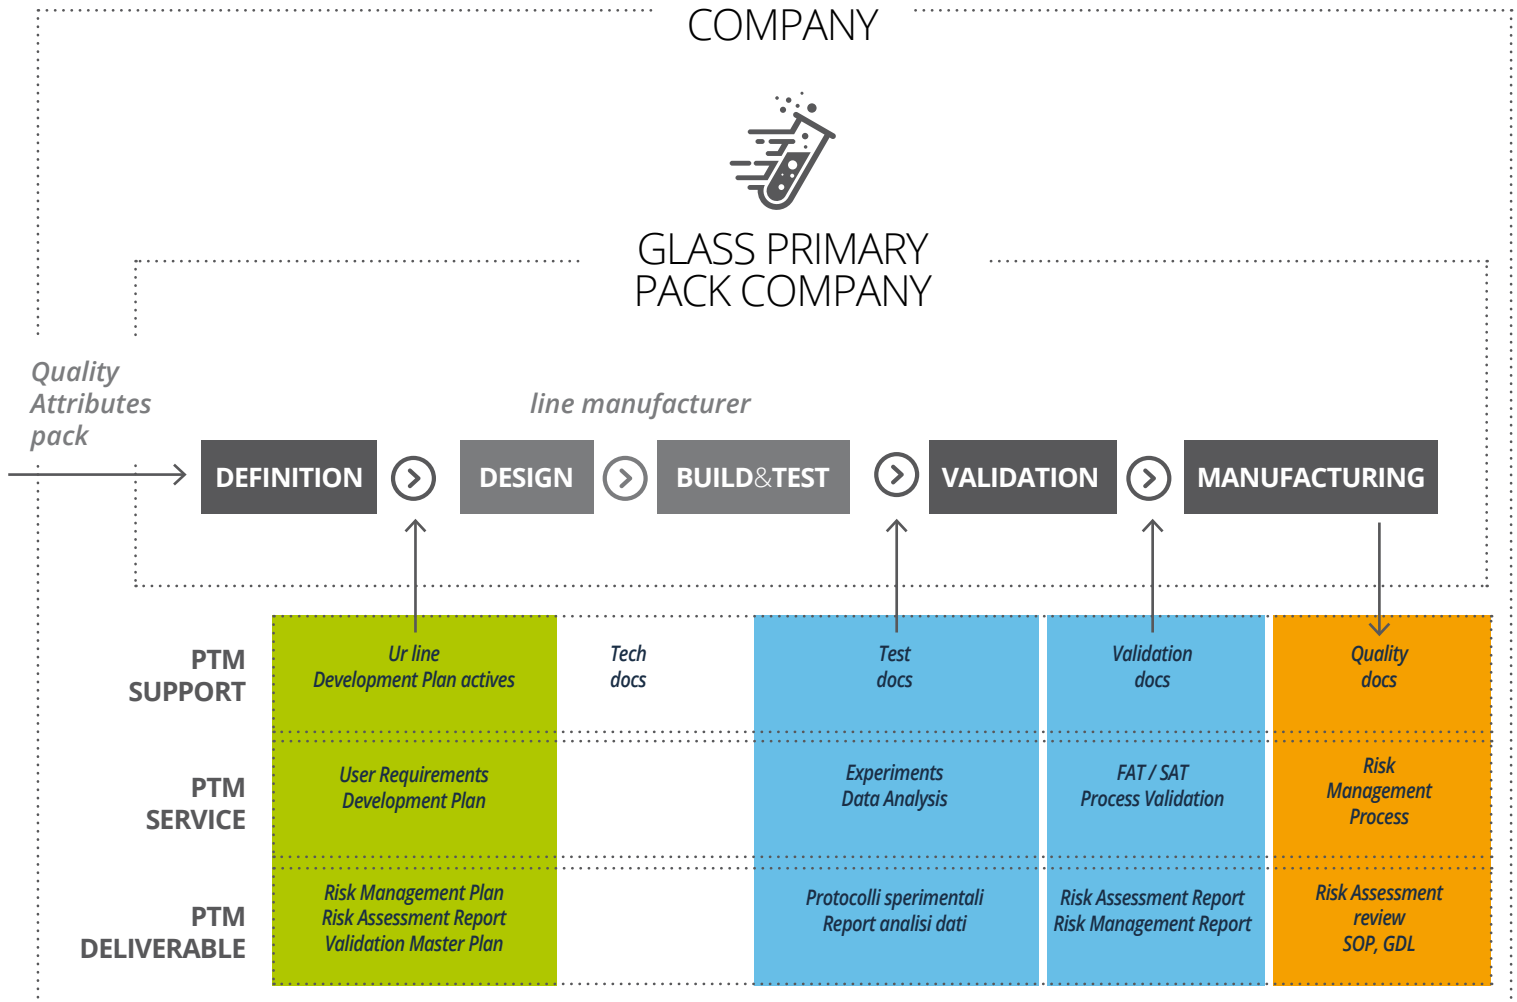 COMPANY
GLASS PRIMARY
PACK COMPANY
Quality
Attributes
pack
line manufacturer
DEFINITION
DESIGN
BUILD&TEST
VALIDATION
MANUFACTURING
PTM
SUPPORT
Ur line
Development Plan actives
Tech
docs
Test
docs
Validation
docs
Quality
docs
PTM
SERVICE
User Requirements
Development Plan
Experiments
Data Analysis
FAT / SAT
Process Validation
Risk
Management
Process
PTM
DELIVERABLE
Risk Management Plan
Risk Assessment Report
Validation Master Plan
Protocolli sperimentali
Report analisi dati
Risk Assessment Report
Risk Management Report
Risk Assessment
review
SOP, GDL